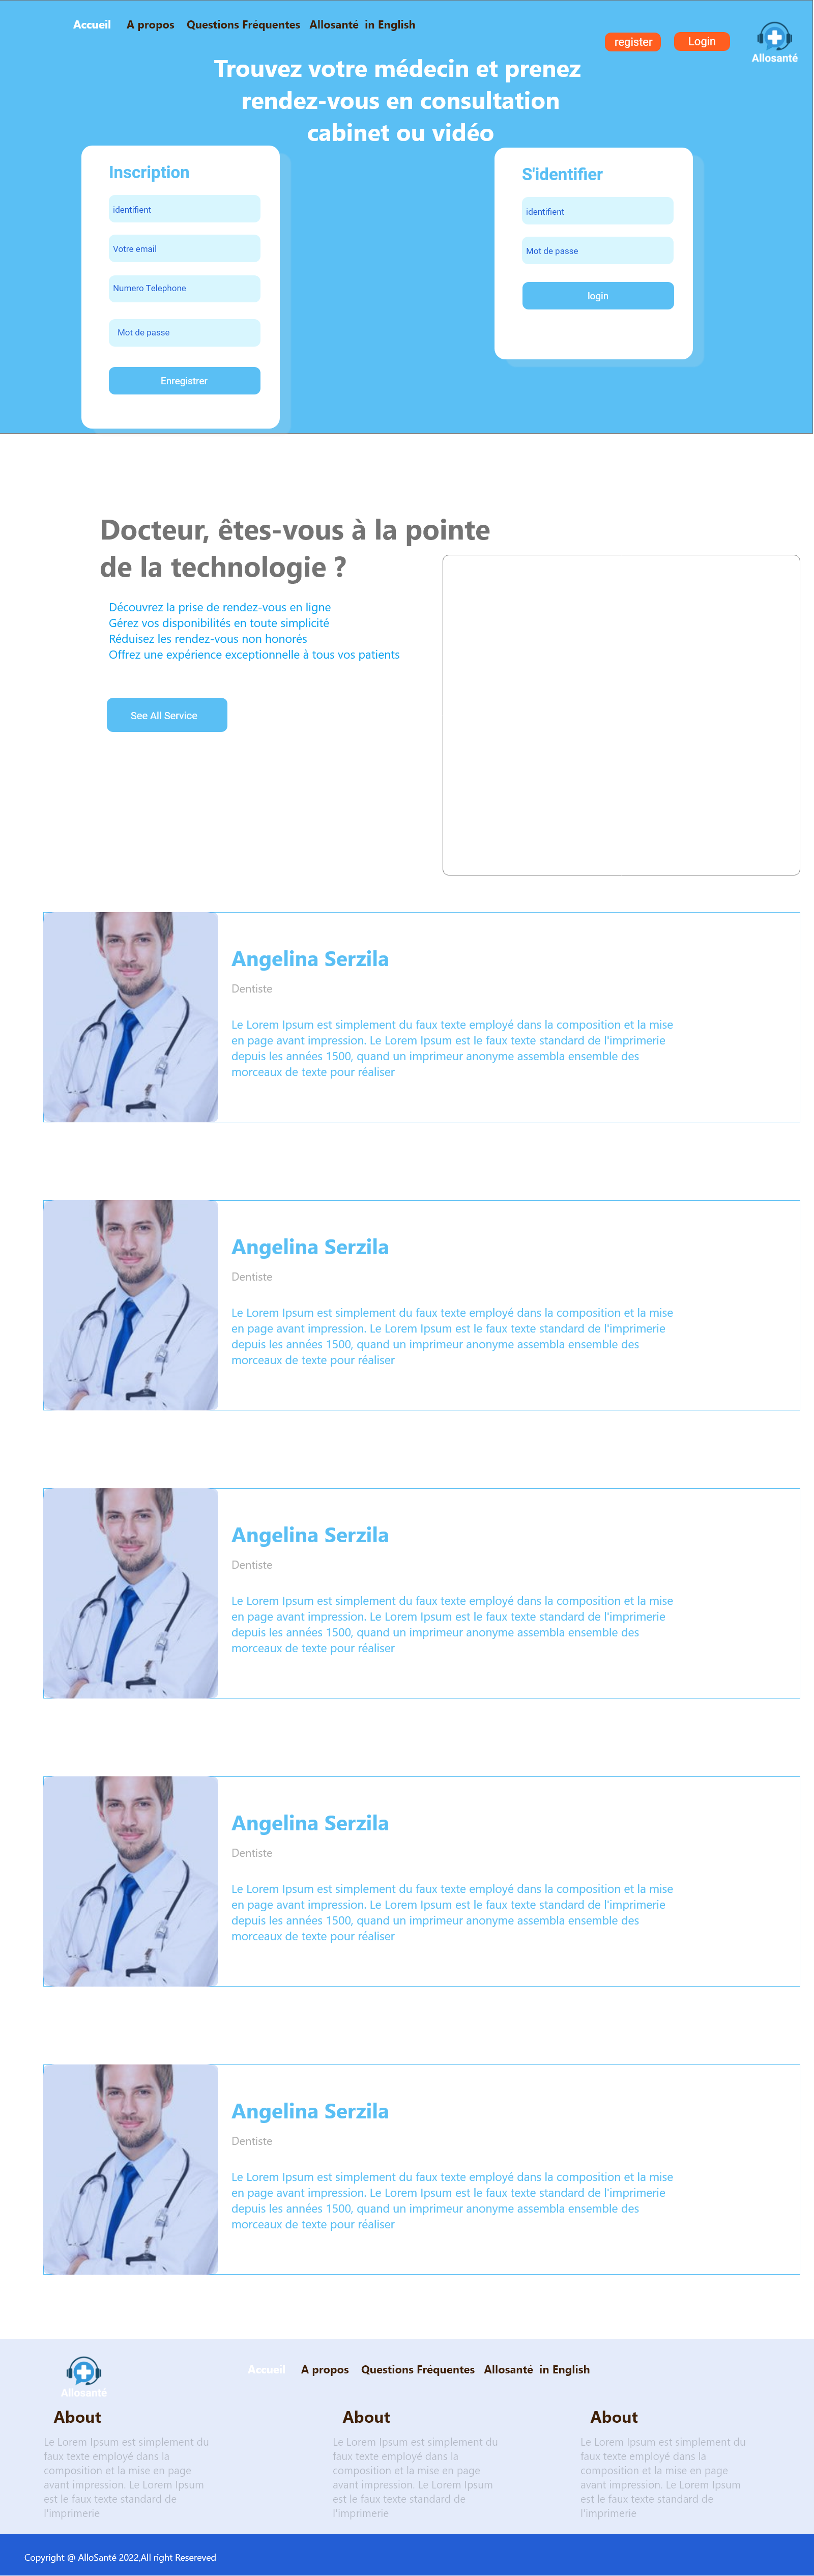 Accueil A propos Questions Fréquentes Allosanté in English
register Login
Allosanté
Trouvez votre médecin et prenez
rendez-vous en consultation
cabinet ou vidéo
Inscription
identifient
Votre email
Numero Telephone
Mot de passe
Enregistrer
S'identifier
identifient
Mot de passe
login
Docteur, êtes-vous à la pointe
de la technologie ?
Découvrez la prise de rendez-vous en ligne
Gérez vos disponibilités en toute simplicité
Réduisez les rendez-vous non honorés
Offrez une expérience exceptionnelle à tous vos patients
See All Service
Angelina Serzila
Dentiste
Le Lorem Ipsum est simplement du faux texte employé dans la composition et la mise
en page avant impression. Le Lorem Ipsum est le faux texte standard de l'imprimerie
depuis les années 1500, quand un imprimeur anonyme assembla ensemble des
morceaux de texte pour réaliser
Angelina Serzila
Dentiste
Le Lorem Ipsum est simplement du faux texte employé dans la composition et la mise
en page avant impression. Le Lorem Ipsum est le faux texte standard de l'imprimerie
depuis les années 1500, quand un imprimeur anonyme assembla ensemble des
morceaux de texte pour réaliser
Angelina Serzila
Dentiste
Le Lorem Ipsum est simplement du faux texte employé dans la composition et la mise
en page avant impression. Le Lorem Ipsum est le faux texte standard de l'imprimerie
depuis les années 1500, quand un imprimeur anonyme assembla ensemble des
morceaux de texte pour réaliser
Angelina Serzila
Dentiste
Le Lorem Ipsum est simplement du faux texte employé dans la composition et la mise
en page avant impression. Le Lorem Ipsum est le faux texte standard de l'imprimerie
depuis les années 1500, quand un imprimeur anonyme assembla ensemble des
morceaux de texte pour réaliser
Angelina Serzila
Dentiste
Le Lorem Ipsum est simplement du faux texte employé dans la composition et la mise
en page avant impression. Le Lorem Ipsum est le faux texte standard de l'imprimerie
depuis les années 1500, quand un imprimeur anonyme assembla ensemble des
morceaux de texte pour réaliser
Allosanté
Accueil A propos Questions Fréquentes Allosanté in English
About
Le Lorem Ipsum est simplement du
faux texte employé dans la
composition et la mise en page
avant impression. Le Lorem Ipsum
est le faux texte standard de
l'imprimerie
About
Le Lorem Ipsum est simplement du
faux texte employé dans la
composition et la mise en page
avant impression. Le Lorem Ipsum
est le faux texte standard de
l'imprimerie
About
Le Lorem Ipsum est simplement du
faux texte employé dans la
composition et la mise en page
avant impression. Le Lorem Ipsum
est le faux texte standard de
l'imprimerie
Copyright @ AlloSanté 2022,All right Resereved